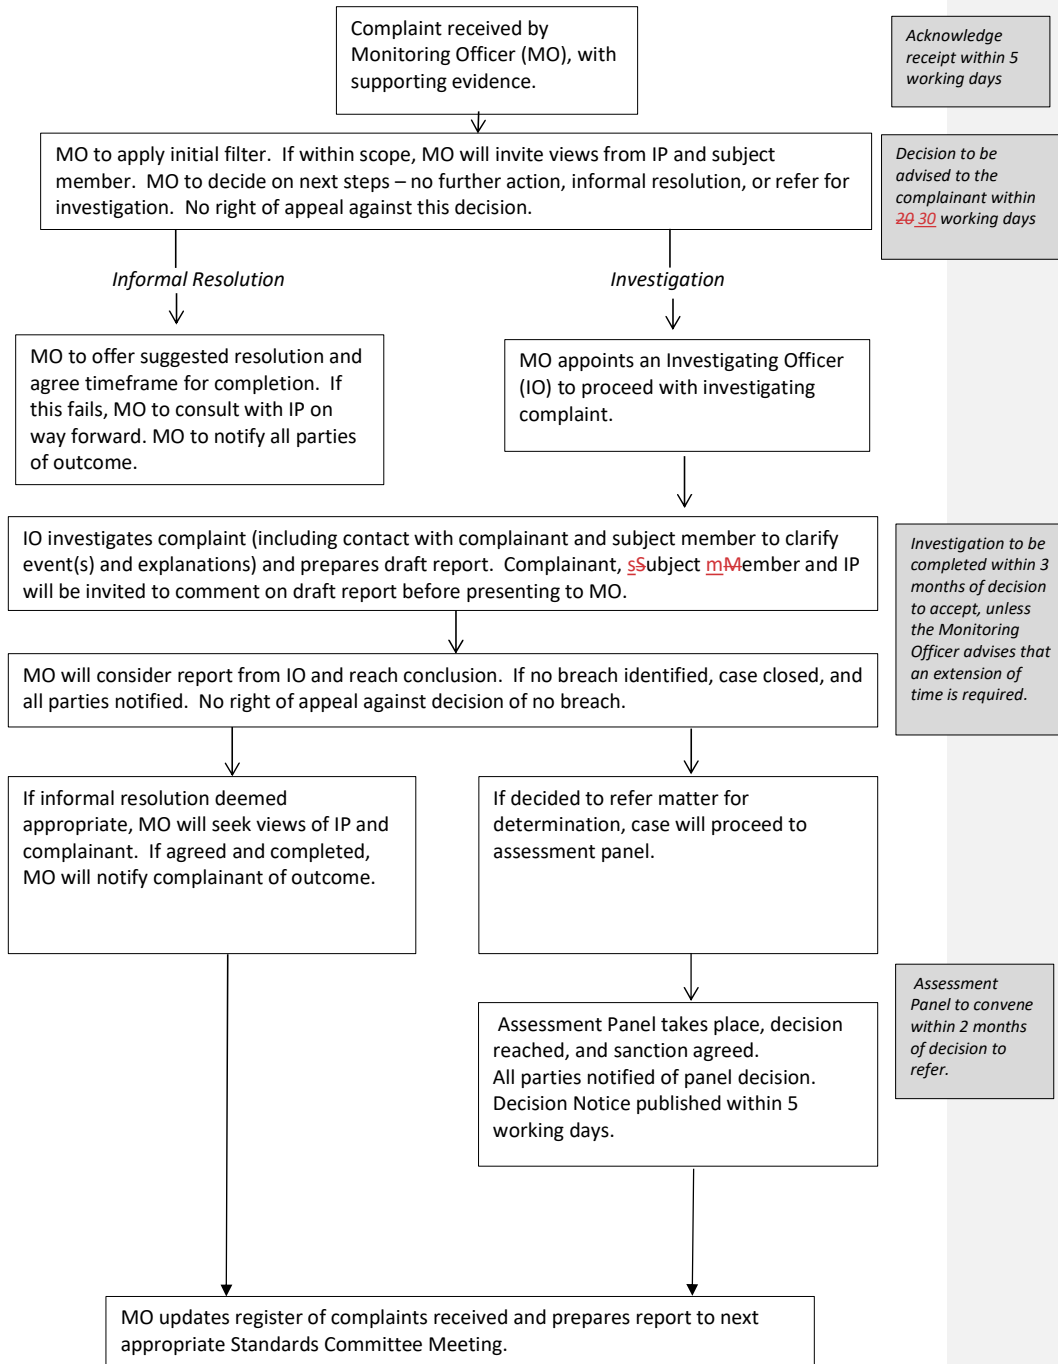 Complaint received by
Monitoring Officer (MO), with
supporting evidence.
Acknowledge
receipt within 5
working days
MO to apply initial filter.  If within scope, MO will invite views from IP and subject
member.  MO to decide on next steps – no further action, informal resolution, or refer for
investigation.  No right of appeal against this decision.
Decision to be
advised to the
complainant within
20 30 working days
Informal Resolution
Investigation
MO to offer suggested resolution and
agree timeframe for completion.  If
this fails, MO to consult with IP on
way forward. MO to notify all parties
of outcome.
MO appoints an Investigating Officer
(IO) to proceed with investigating
complaint.
IO investigates complaint (including contact with complainant and subject member to clarify
event(s) and explanations) and prepares draft report.  Complainant, sSubject mMember and IP
will be invited to comment on draft report before presenting to MO.
Investigation to be
completed within 3
months of decision
to accept, unless
the Monitoring
Officer advises that
an extension of
time is required.
MO will consider report from IO and reach conclusion.  If no breach identified, case closed, and
all parties notified.  No right of appeal against decision of no breach.
If informal resolution deemed
appropriate, MO will seek views of IP and
complainant.  If agreed and completed,
MO will notify complainant of outcome.
If decided to refer matter for
determination, case will proceed to
assessment panel.
Assessment
Panel to convene
within 2 months
of decision to
refer.
Assessment Panel takes place, decision
reached, and sanction agreed.
All parties notified of panel decision.
Decision Notice published within 5
working days.
MO updates register of complaints received and prepares report to next
appropriate Standards Committee Meeting.